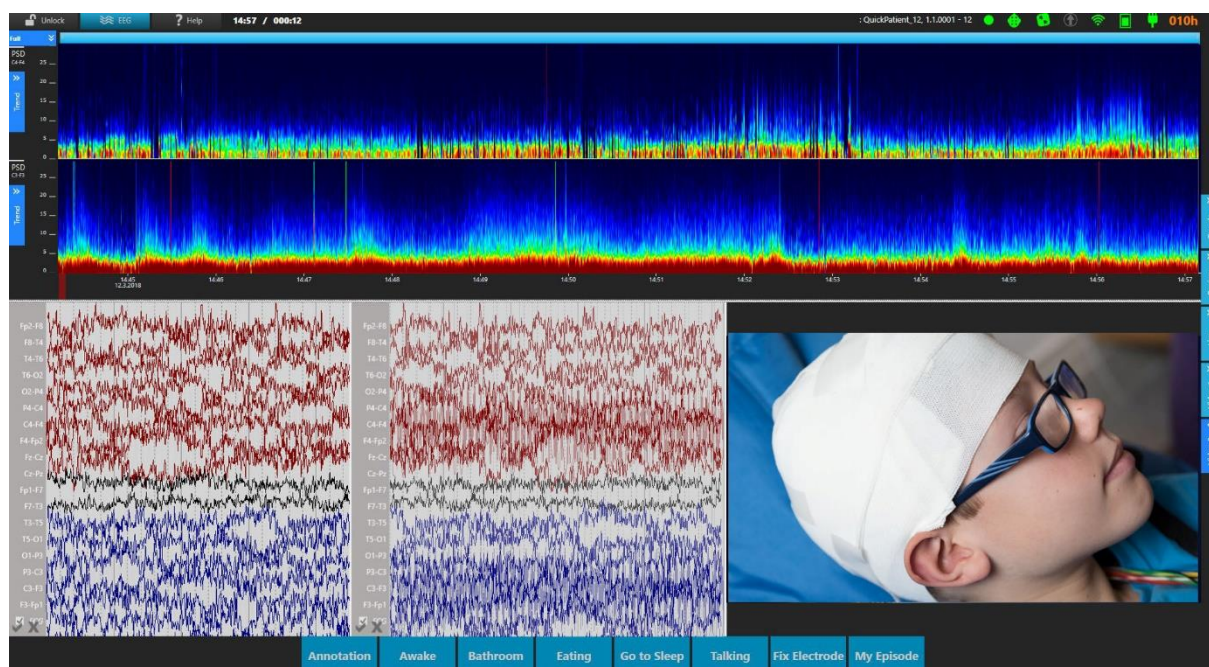 Unlock EEG ? Help 14:57 / 000:12 : QuickPatient_12, 1.1.0001 - 12 010h
Full
PSD
C4-F4
Trend
25
20
15
10
5
0
PSD
C3-F3
Trend
25
20
15
10
5
0
14:45 14:46 14:47 14:48 14:49 14:50 14:51 14:52 14:53 14:54 14:55 14:56 14:57
12.3.2018
Fp2-F8
F8-T4
T4-T6
T6-O2
O2-P4
P4-C4
C4-F4
F4-Fp2
Fz-Cz
Cz-Pz
Fp1-F7
F7-T3
T3-T5
T5-O1
O1-P3
P3-C3
C3-F3
F3-Fp1
Fp2-F8
F8-T4
T4-T6
T6-O2
O2-P4
P4-C4
C4-F4
F4-Fp2
Fz-Cz
Cz-Pz
Fp1-F7
F7-T3
T3-T5
T5-O1
O1-P3
P3-C3
C3-F3
F3-Fp1
Annotation Awake Bathroom Eating Go to Sleep Talking Fix Electrode My Episode